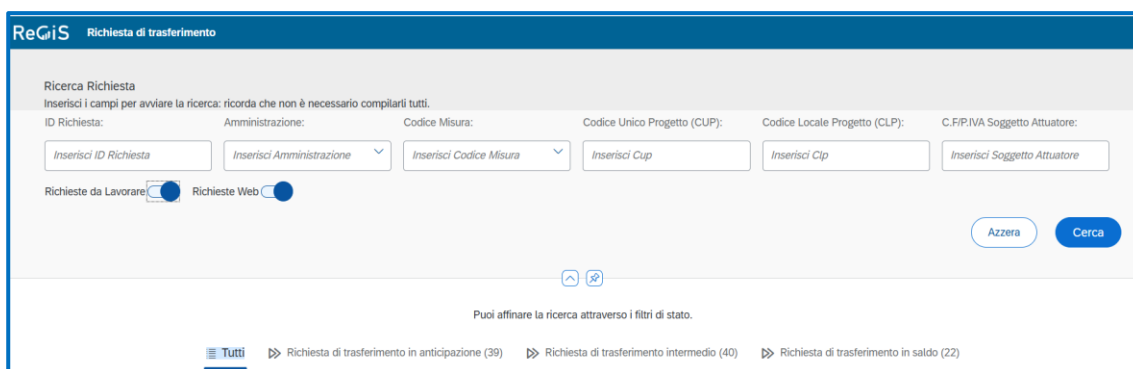 ReGiS Richiesta di trasferimento
Ricerca Richiesta
Inserisci i campi per avviare la ricerca: ricorda che non è necessario compilarli tutti.
ID Richiesta: Amministrazione: Codice Misura: Codice Unico Progetto (CUP): Codice Locale Progetto (CLP): C.F/P.IVA Soggetto Attuatore:
Inserisci ID Richiesta Inserisci Amministrazione Inserisci Codice Misura Inserisci Cup Inserisci Clp Inserisci Soggetto Attuatore
Richieste da Lavorare Richieste Web
Azzera Cerca
Puoi affinare la ricerca attraverso i filtri di stato.
Tutti Richiesta di trasferimento in anticipazione (39) Richiesta di trasferimento intermedio (40) Richiesta di trasferimento in saldo (22)